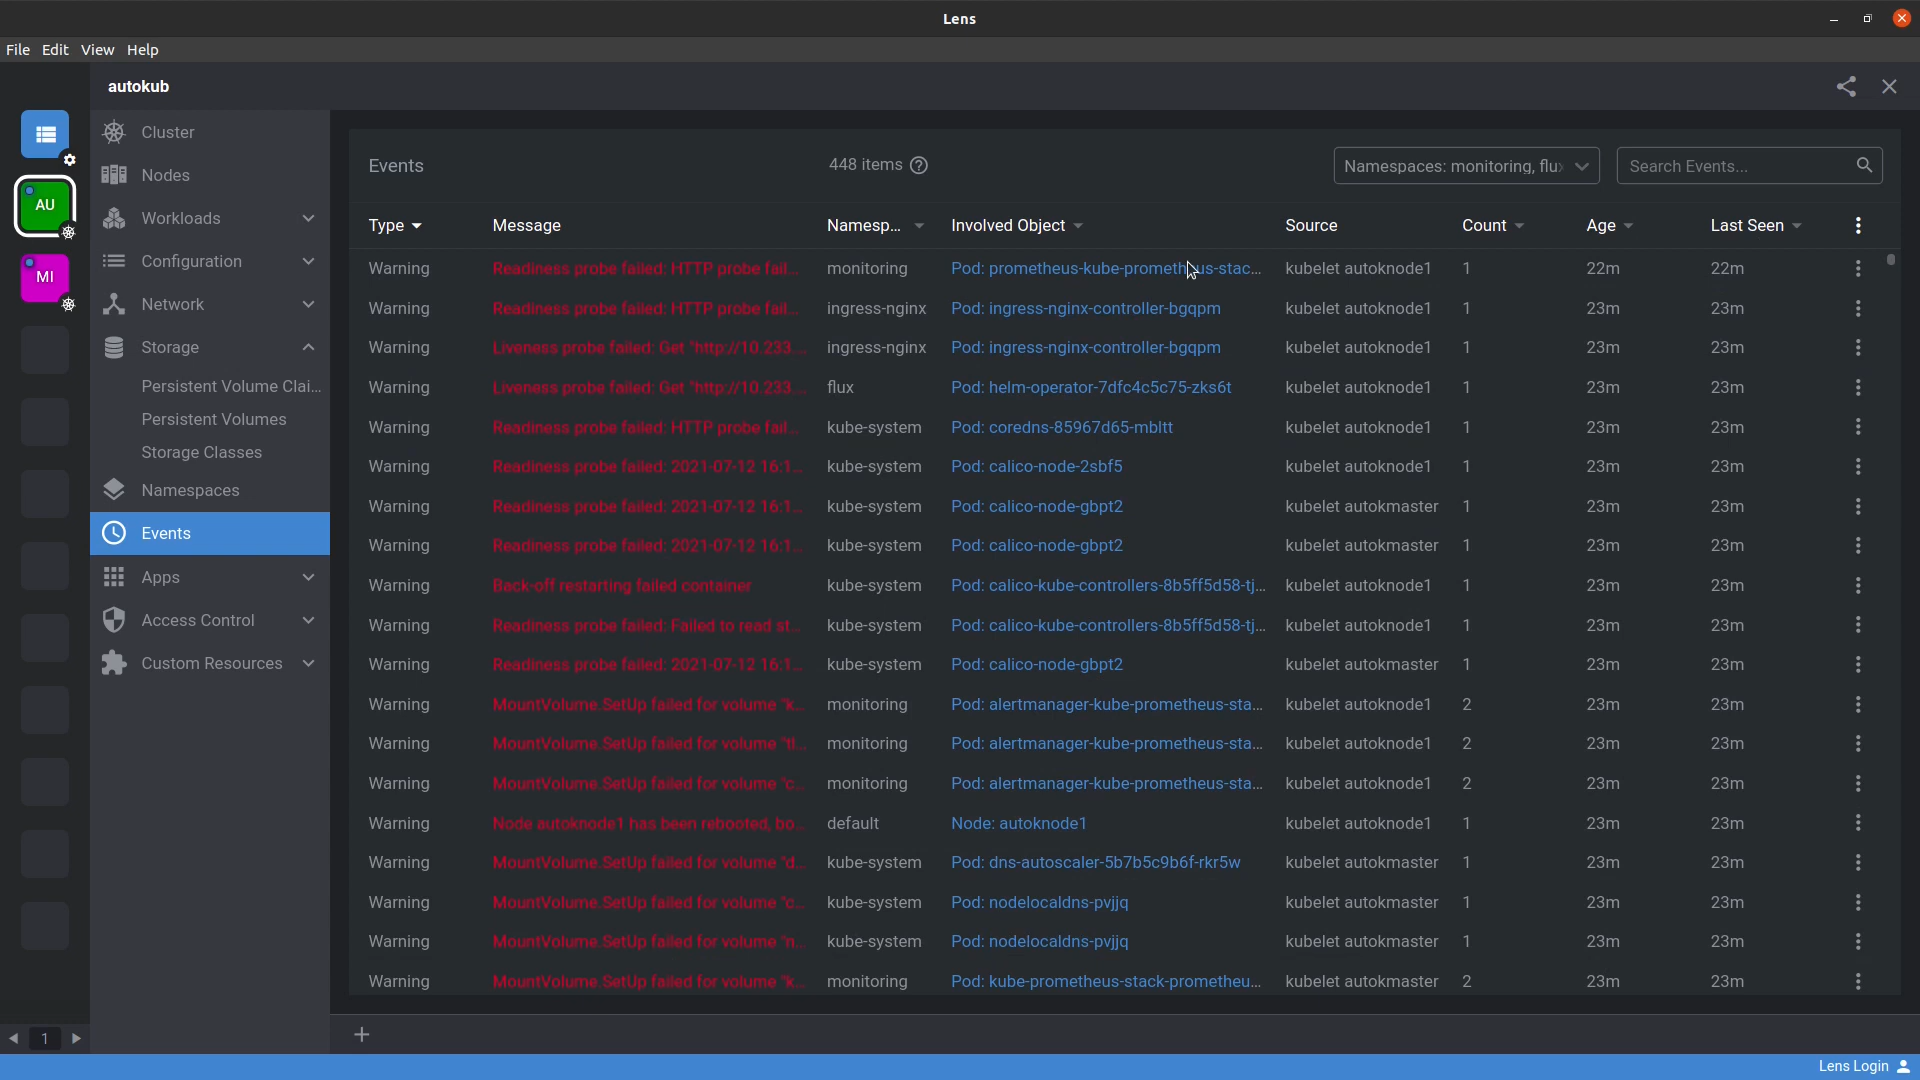 Lens
File Edit View Help
autokub
AU
MI
Cluster
Nodes
Workloads
Configuration
Network
Storage
Persistent Volume Clai...
Persistent Volumes
Storage Classes
Namespaces
Events
Apps
Access Control
Custom Resources
1
Events 448 items Namespaces: monitoring, flux Search Events...
Type Message Namesp... Involved Object Source Count Age Last Seen
Warning Readiness probe failed: HTTP probe fail... monitoring Pod: prometheus-kube-prometheus-stac... kubelet autoknode1 1 22m 22m
Warning Readiness probe failed: HTTP probe fail... ingress-nginx Pod: ingress-nginx-controller-bgqpm kubelet autoknode1 1 23m 23m
Warning Liveness probe failed: Get "http://10.233.... ingress-nginx Pod: ingress-nginx-controller-bgqpm kubelet autoknode1 1 23m 23m
Warning Liveness probe failed: Get "http://10.233.... flux Pod: helm-operator-7dfc4c5c75-zks6t kubelet autoknode1 1 23m 23m
Warning Readiness probe failed: HTTP probe fail... kube-system Pod: coredns-85967d65-mbltt kubelet autoknode1 1 23m 23m
Warning Readiness probe failed: 2021-07-12 16:1... kube-system Pod: calico-node-2sbf5 kubelet autoknode1 1 23m 23m
Warning Readiness probe failed: 2021-07-12 16:1... kube-system Pod: calico-node-gbpt2 kubelet autokmaster 1 23m 23m
Warning Readiness probe failed: 2021-07-12 16:1... kube-system Pod: calico-node-gbpt2 kubelet autokmaster 1 23m 23m
Warning Back-off restarting failed container kube-system Pod: calico-kube-controllers-8b5ff5d58-tj... kubelet autoknode1 1 23m 23m
Warning Readiness probe failed: Failed to read st... kube-system Pod: calico-kube-controllers-8b5ff5d58-tj... kubelet autoknode1 1 23m 23m
Warning Readiness probe failed: 2021-07-12 16:1... kube-system Pod: calico-node-gbpt2 kubelet autokmaster 1 23m 23m
Warning MountVolume.SetUp failed for volume "k... monitoring Pod: alertmanager-kube-prometheus-sta... kubelet autoknode1 2 23m 23m
Warning MountVolume.SetUp failed for volume "tl... monitoring Pod: alertmanager-kube-prometheus-sta... kubelet autoknode1 2 23m 23m
Warning MountVolume.SetUp failed for volume "c... monitoring Pod: alertmanager-kube-prometheus-sta... kubelet autoknode1 2 23m 23m
Warning Node autoknode1 has been rebooted, bo... default Node: autoknode1 kubelet autoknode1 1 23m 23m
Warning MountVolume.SetUp failed for volume "d... kube-system Pod: dns-autoscaler-5b7b5c9b6f-rkr5w kubelet autokmaster 1 23m 23m
Warning MountVolume.SetUp failed for volume "c... kube-system Pod: nodelocaldns-pvjjq kubelet autokmaster 1 23m 23m
Warning MountVolume.SetUp failed for volume "n... kube-system Pod: nodelocaldns-pvjjq kubelet autokmaster 1 23m 23m
Warning MountVolume.SetUp failed for volume "k... monitoring Pod: kube-prometheus-stack-prometheu... kubelet autokmaster 2 23m 23m
Lens Login